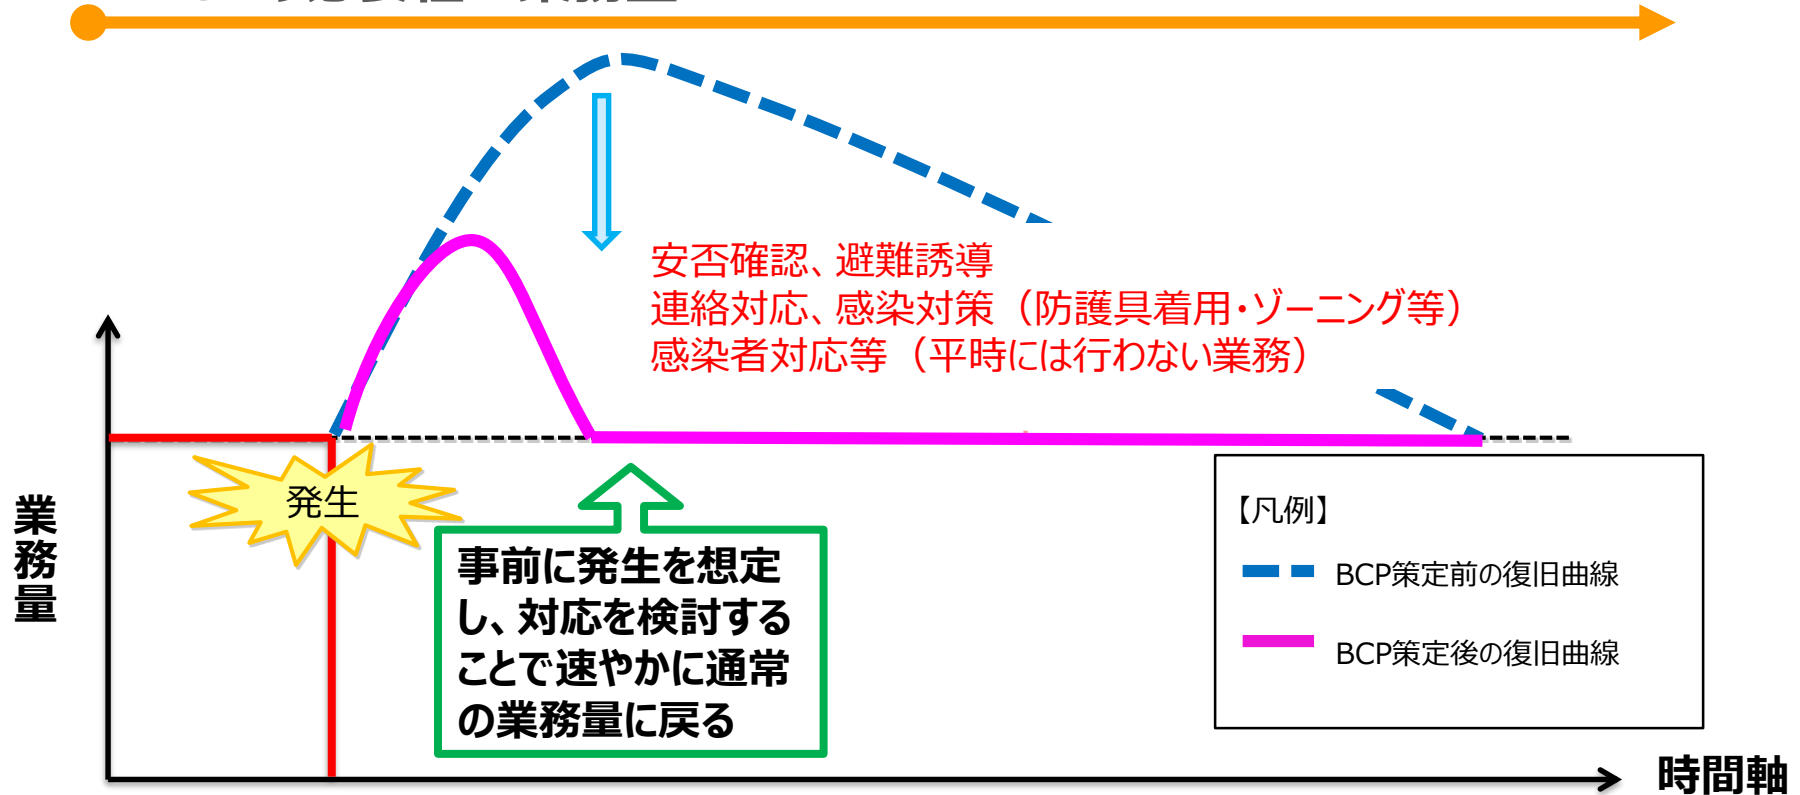 安否確認、避難誘導
連絡対応、感染対策（防護具着用・ゾーニング等）
感染者対応等（平時には行わない業務）
発生
業務量
事前に発生を想定
し、対応を検討する
ことで速やかに通常
の業務量に戻る
【凡例】
BCP策定前の復旧曲線
BCP策定後の復旧曲線
時間軸